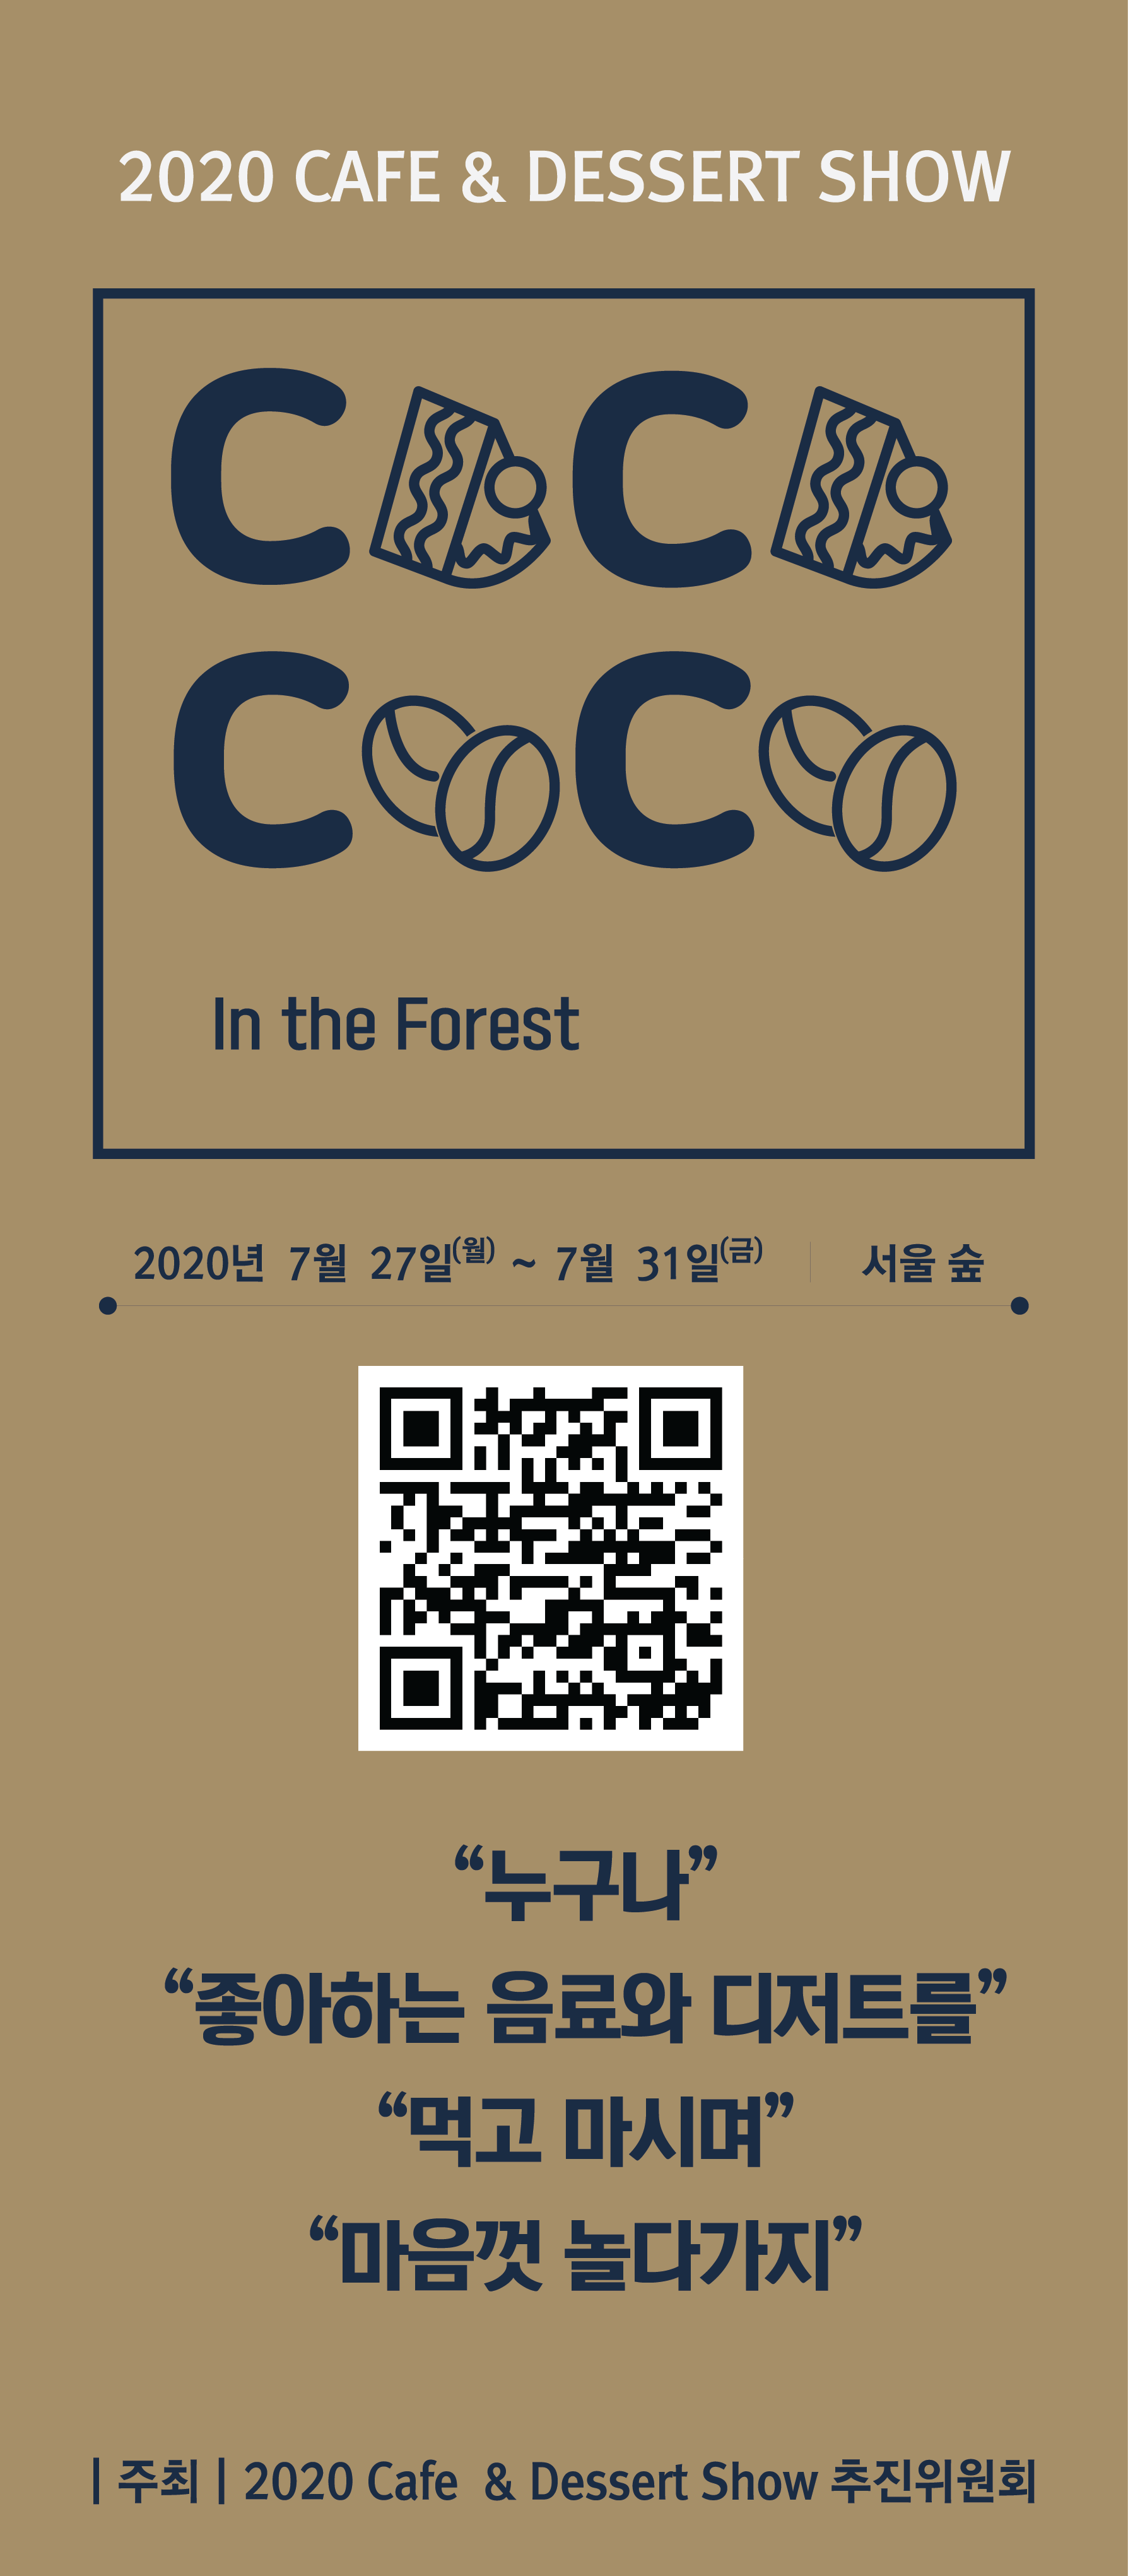 2020 CAFE & DESSERT SHOW
C C
C C
In the Forest
2020년 7월 27일(월) ~ 7월 31일(금) | 서울 숲
“누구나”
“좋아하는 음료와 디저트를”
“먹고 마시며”
“마음껏 놀다가지”
| 주최 | 2020 Cafe & Dessert Show 추진위원회